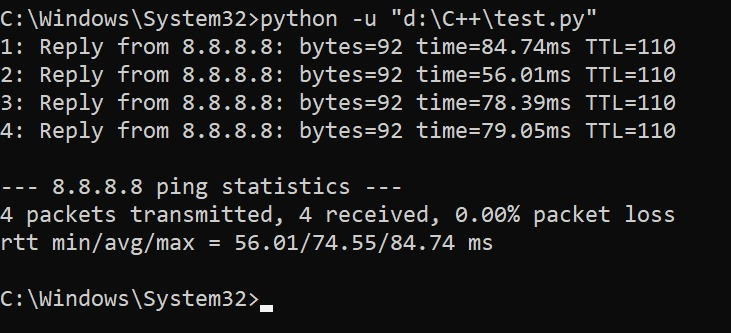 C:\Windows\System32>python -u "d:\C++\test.py"
1: Reply from 8.8.8.8: bytes=92 time=84.74ms TTL=110
2: Reply from 8.8.8.8: bytes=92 time=56.01ms TTL=110
3: Reply from 8.8.8.8: bytes=92 time=78.39ms TTL=110
4: Reply from 8.8.8.8: bytes=92 time=79.05ms TTL=110
--- 8.8.8.8 ping statistics ---
4 packets transmitted, 4 received, 0.00% packet loss
rtt min/avg/max = 56.01/74.55/84.74 ms
C:\Windows\System32>